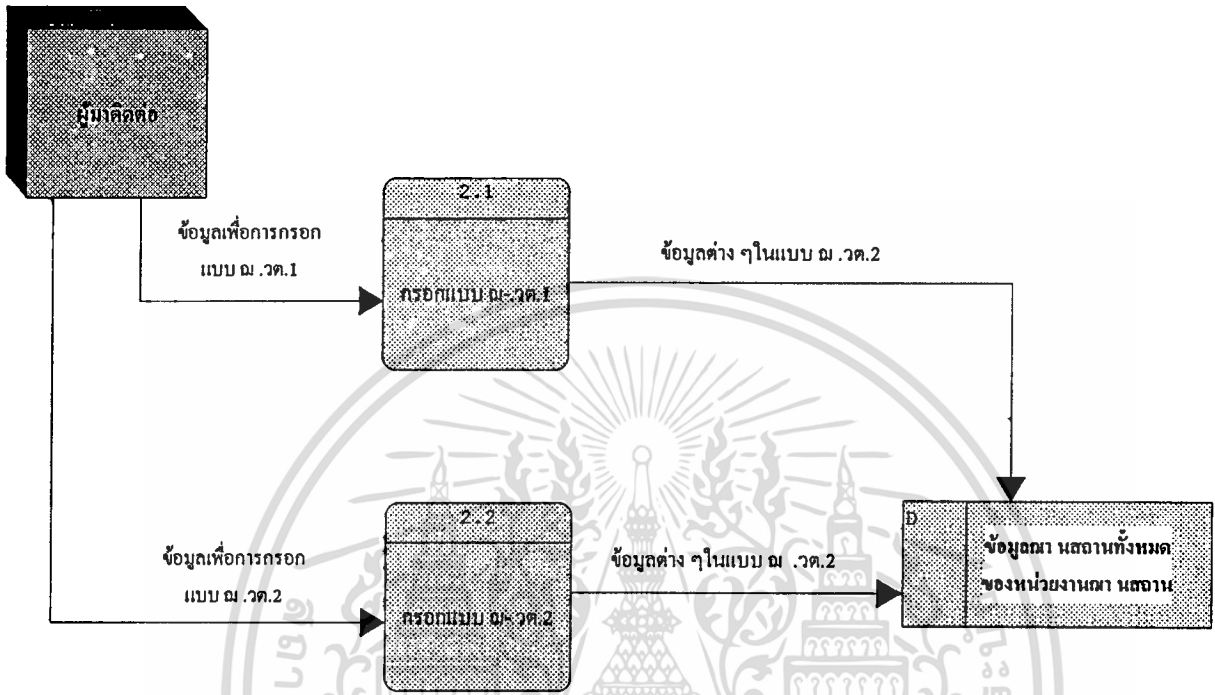 ผู้มาติดต่อ
2.1
ข้อมูลเพื่อการกรอก
แบบ ฌ .วต.1
กรอกแบบ ฌ-.วต.1
ข้อมูลต่าง ๆในแบบ ฌ .วต.2
2.2
ข้อมูลเพื่อการกรอก
แบบ ฌ .วต.2
กรอกแบบ ฌ- วต.2
ข้อมูลต่าง ๆในแบบ ฌ .วต.2
D
ข้อมูลฌา นสถานทั้งหมด
ของหน่วยงานฌา นสถาน